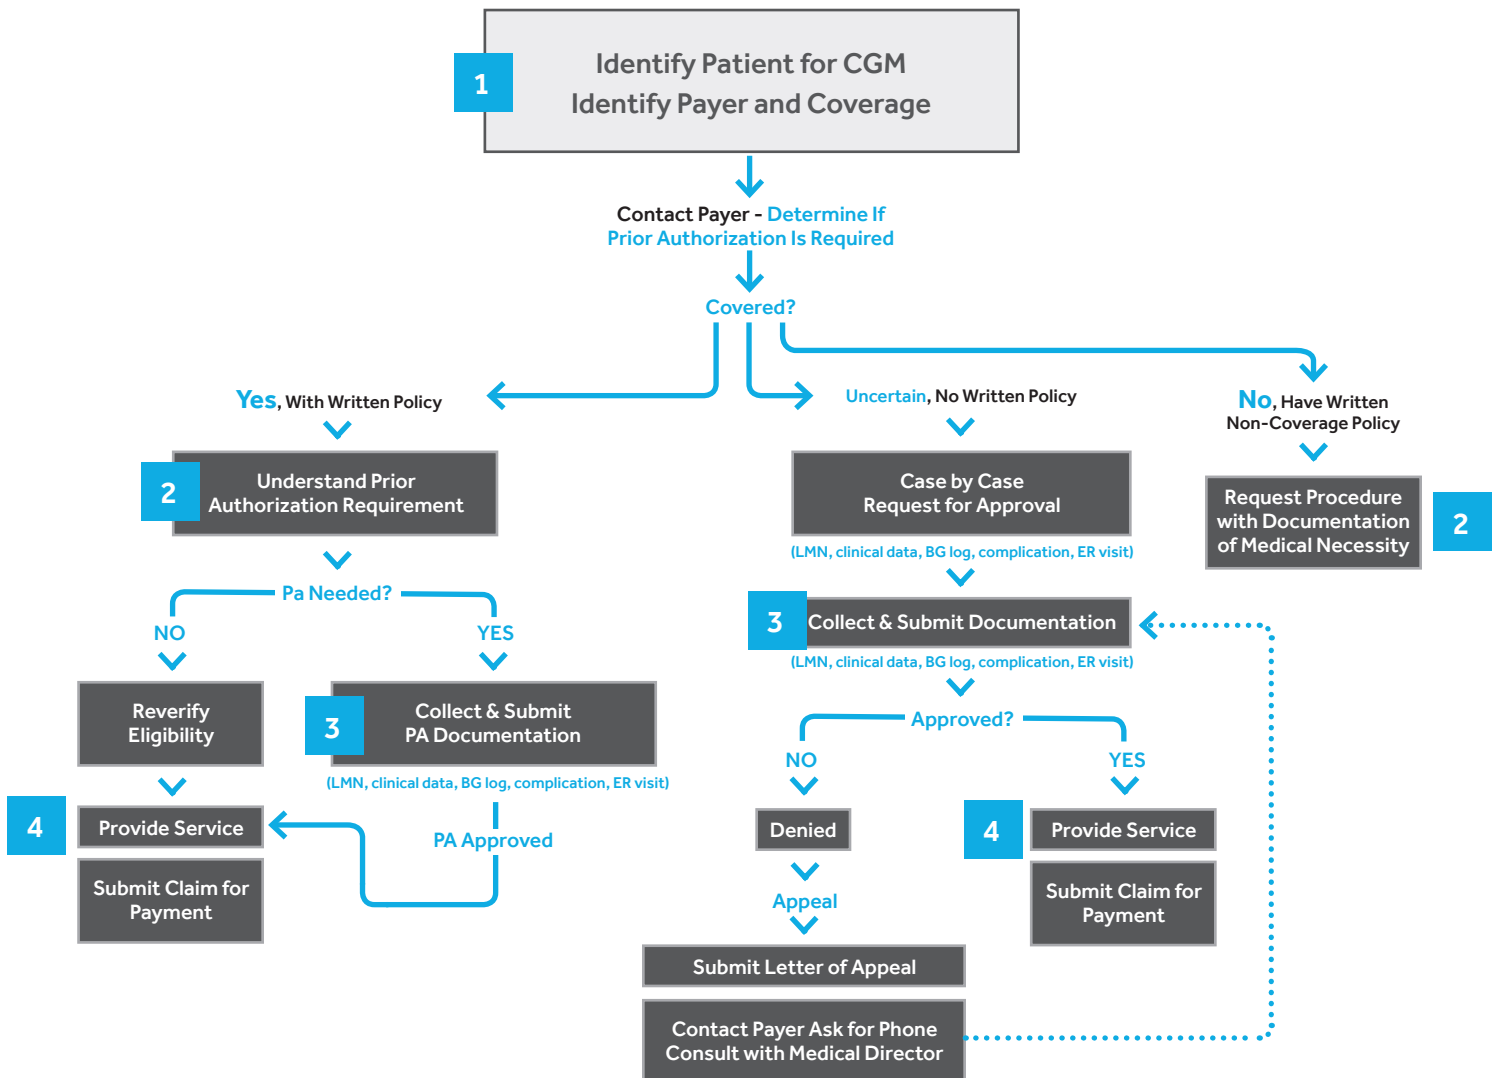 1
Identify Patient for CGM
Identify Payer and Coverage
Contact Payer - Determine If
Prior Authorization Is Required
Covered?
Yes, With Written Policy
Uncertain, No Written Policy
No, Have Written
Non-Coverage Policy
2
Understand Prior
Authorization Requirement
Case by Case
Request for Approval
(LMN, clinical data, BG log, complication, ER visit)
Request Procedure
with Documentation
of Medical Necessity
2
Pa Needed?
NO
YES
3
Collect & Submit Documentation
(LMN, clinical data, BG log, complication, ER visit)
Reverify
Eligibility
3
Collect & Submit
PA Documentation
(LMN, clinical data, BG log, complication, ER visit)
Approved?
NO
YES
4
Provide Service
PA Approved
Submit Claim for
Payment
Denied
4
Provide Service
Submit Claim for
Payment
Appeal
Submit Letter of Appeal
Contact Payer Ask for Phone
Consult with Medical Director